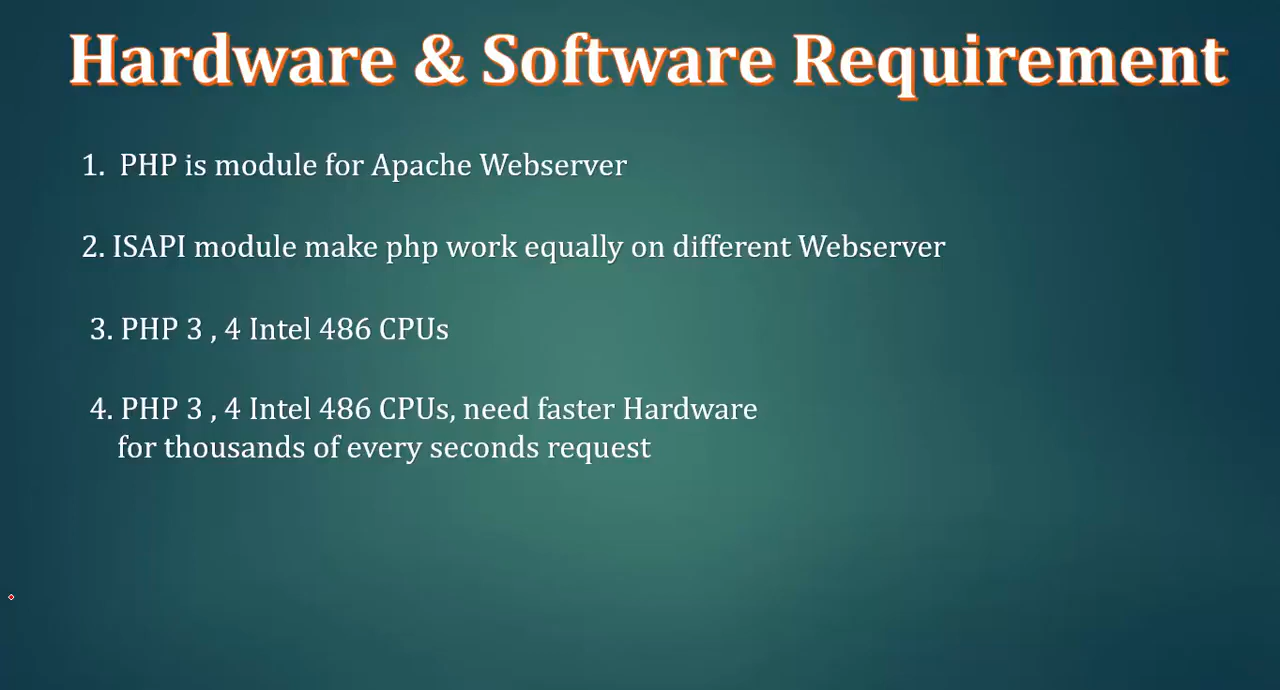 Hardware & Software Requirement
1. PHP is module for Apache Webserver
2. ISAPI module make php work equally on different Webserver
3. PHP 3 , 4 Intel 486 CPUs
4. PHP 3 , 4 Intel 486 CPUs, need faster Hardware
for thousands of every seconds request